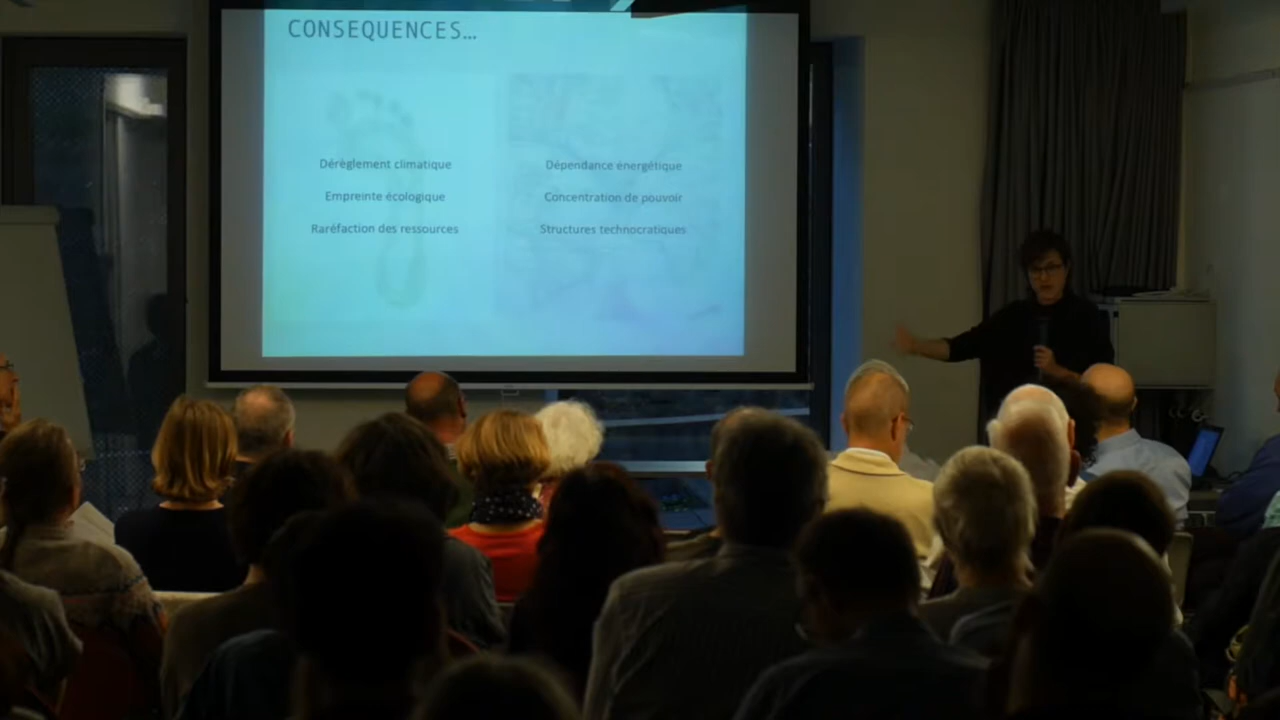 CONSEQUENCES…
Dérèglement climatique
Empreinte écologique
Raréfaction des ressources
Dépendance énergétique
Concentration de pouvoir
Structures technocratiques